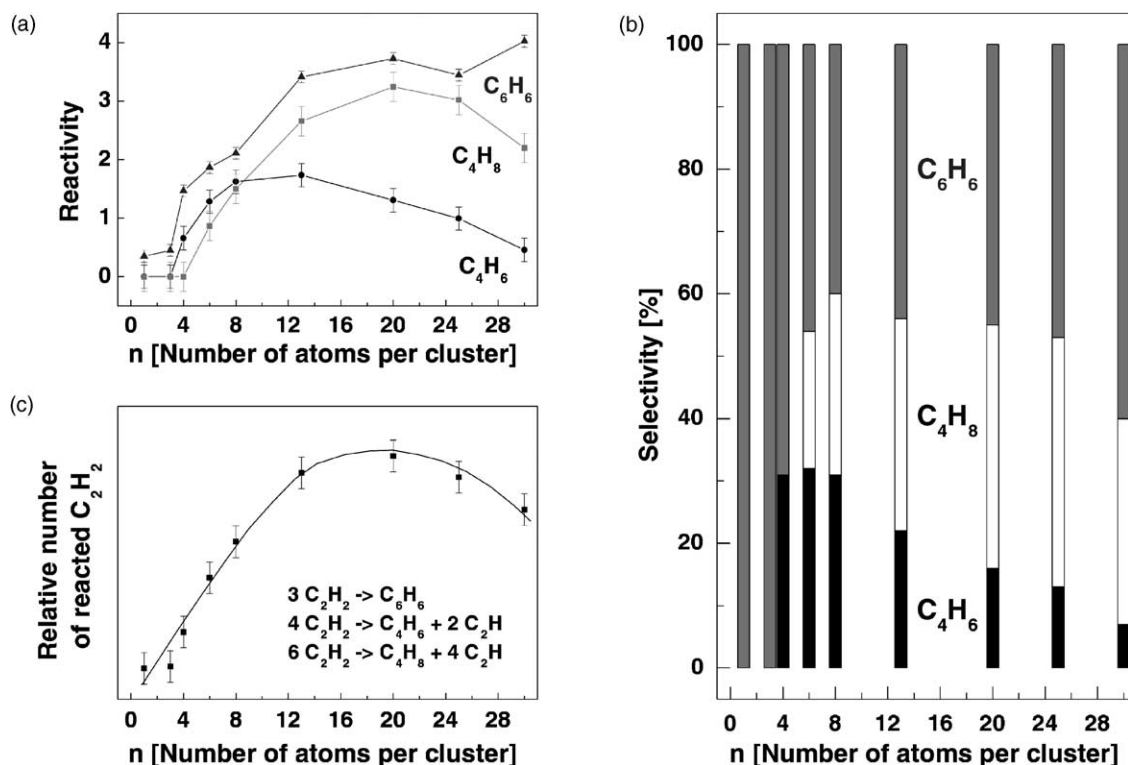 (a)
4
3
2
1
0
Reactivity
C₆H₆
C₄H₈
C₄H₆
0 4 8 12 16 20 24 28
n [Number of atoms per cluster]
(b)
100
80
60
40
20
0
Selectivity [%]
C₆H₆
C₄H₈
C₄H₆
0 4 8 12 16 20 24 28
n [Number of atoms per cluster]
(c)
Relative number
of reacted C₂H₂
3 C₂H₂ -> C₆H₆
4 C₂H₂ -> C₄H₆ + 2 C₂H
6 C₂H₂ -> C₄H₈ + 4 C₂H
0 4 8 12 16 20 24 28
n [Number of atoms per cluster]